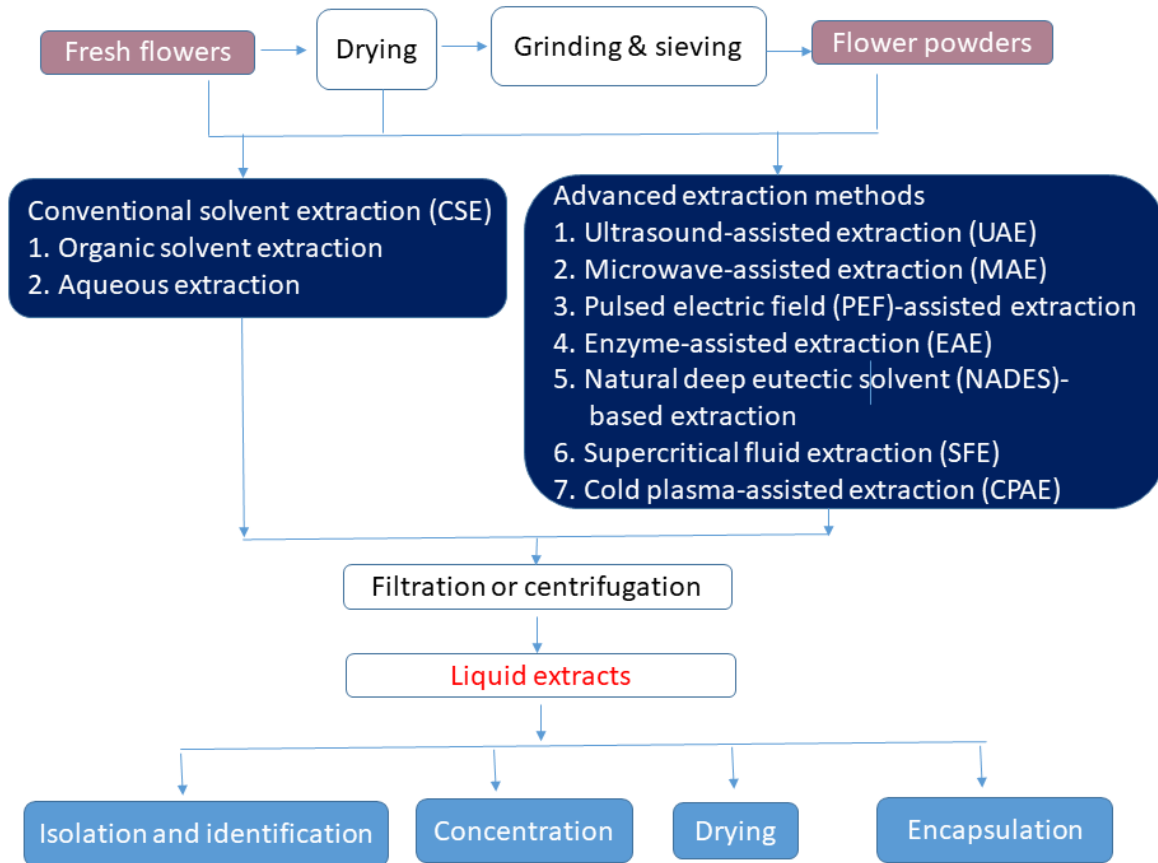 Fresh flowers
Drying
Grinding & sieving
Flower powders
Conventional solvent extraction (CSE)
1. Organic solvent extraction
2. Aqueous extraction
Advanced extraction methods
1. Ultrasound-assisted extraction (UAE)
2. Microwave-assisted extraction (MAE)
3. Pulsed electric field (PEF)-assisted extraction
4. Enzyme-assisted extraction (EAE)
5. Natural deep eutectic solvent (NADES)-
based extraction
6. Supercritical fluid extraction (SFE)
7. Cold plasma-assisted extraction (CPAE)
Filtration or centrifugation
Liquid extracts
Isolation and identification
Concentration
Drying
Encapsulation